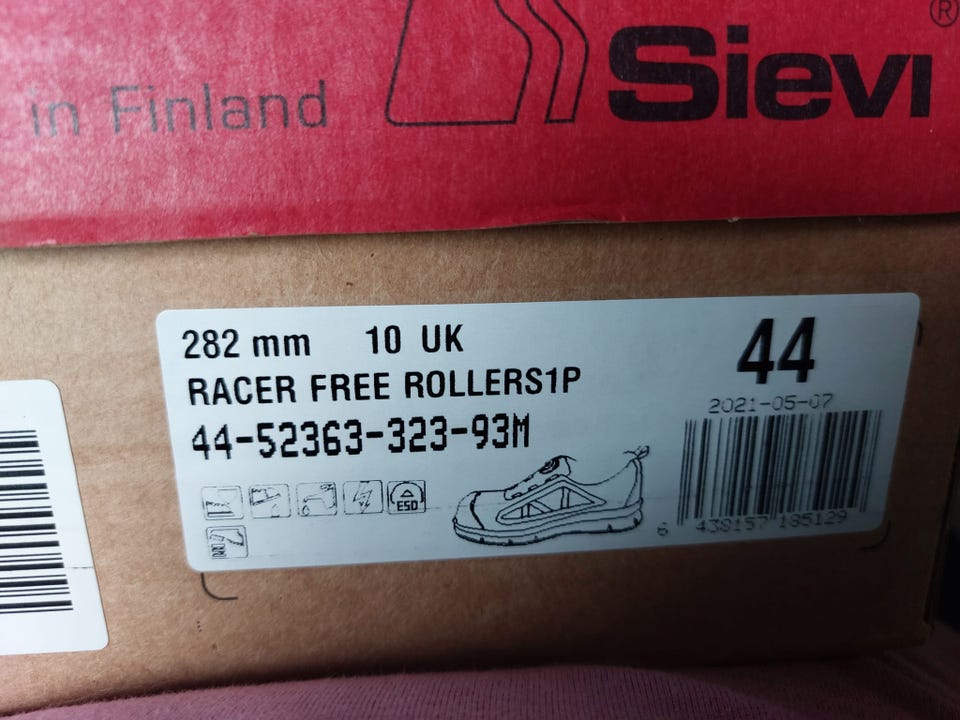 in Finland
Sievi ®
282 mm 10 UK
44
RACER FREE ROLLERS1P
2021-05-07
44-52363-323-93M
ESD
6 438157 185129